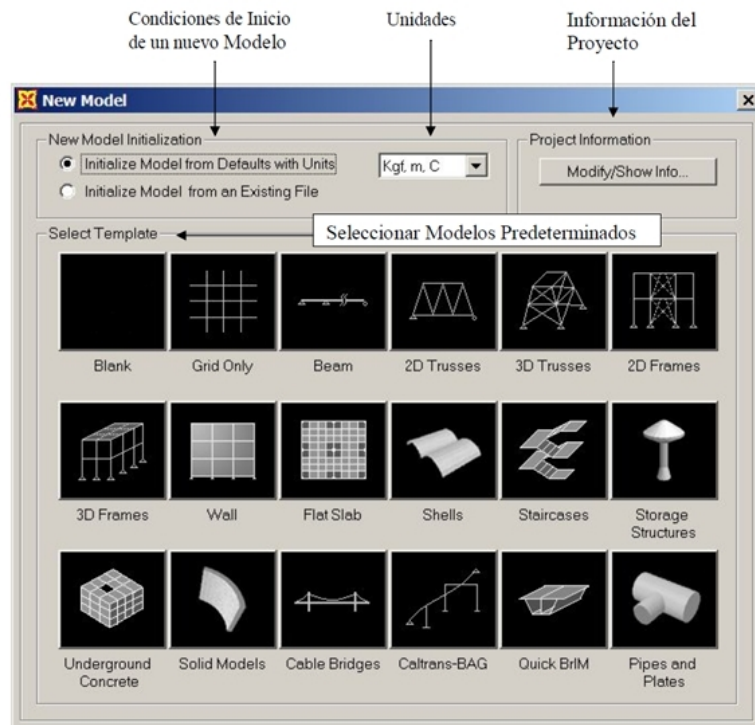 Condiciones de Inicio
de un nuevo Modelo
Unidades
Información del
Proyecto
New Model
New Model Initialization
Initialize Model from Defaults with Units
Kgf, m, C
Initialize Model from an Existing File
Project Information
Modify/Show Info...
Select Template
Seleccionar Modelos Predeterminados
Blank
Grid Only
Beam
2D Trusses
3D Trusses
2D Frames
3D Frames
Wall
Flat Slab
Shells
Staircases
Storage
Structures
Underground
Concrete
Solid Models
Cable Bridges
Caltrans-BAG
Quick BrIM
Pipes and
Plates